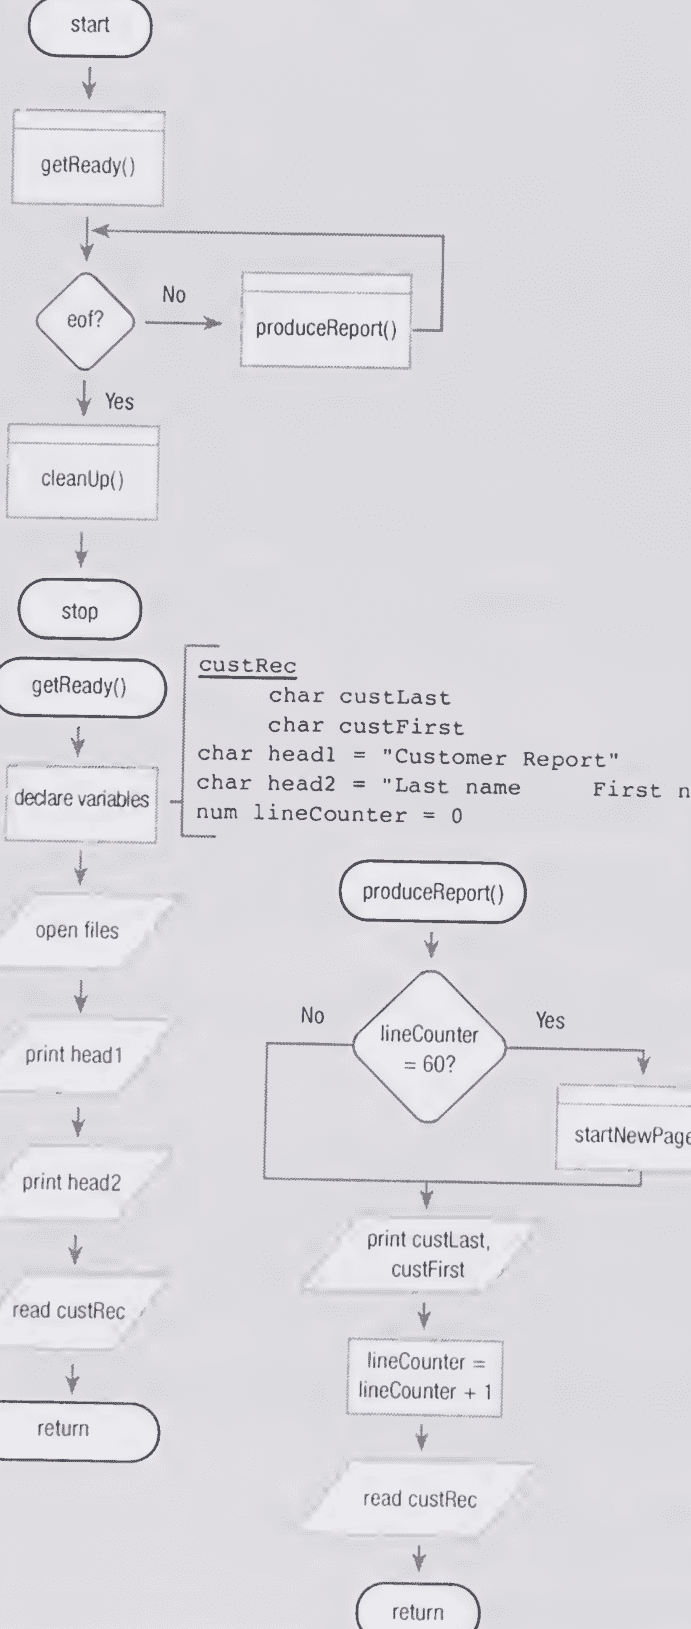 start
getReady()
eof?
No
produceReport()
Yes
cleanUp()
stop
getReady()
declare variables
custRec
char custLast
char custFirst
char head1 = "Customer Report"
char head2 = "Last name      First n
num lineCounter = 0
open files
print head1
print head2
read custRec
return
produceReport()
lineCounter
= 60?
No
Yes
startNewPage
print custLast,
custFirst
lineCounter =
lineCounter + 1
read custRec
return